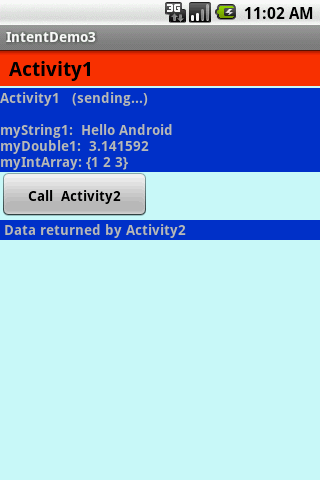 3G 11:02 AM
IntentDemo3
Activity1
Activity1 (sending...)
myString1: Hello Android
myDouble1: 3.141592
myIntArray: {1 2 3}
Call Activity2
Data returned by Activity2